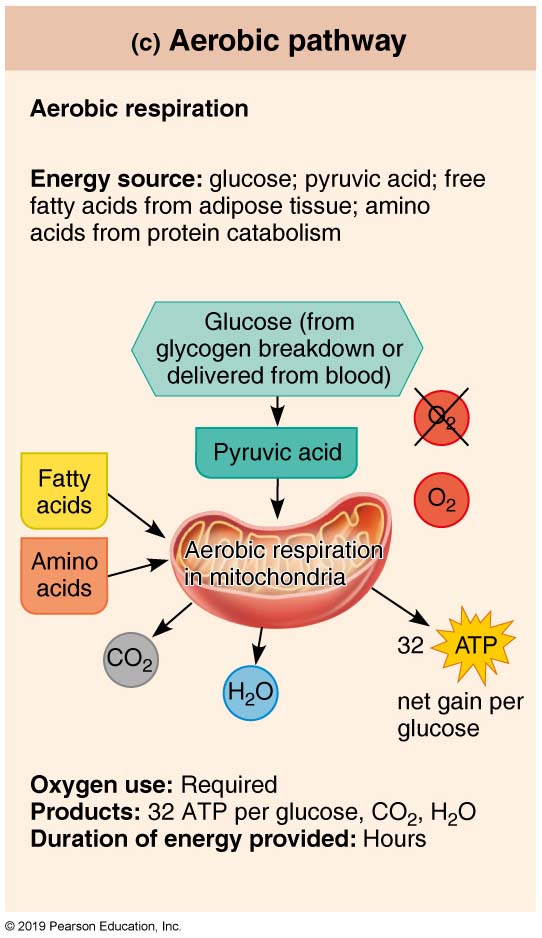 (c) Aerobic pathway
Aerobic respiration
Energy source: glucose; pyruvic acid; free
fatty acids from adipose tissue; amino
acids from protein catabolism
Glucose (from
glycogen breakdown or
delivered from blood)
O₂
Pyruvic acid
Fatty
acids
O₂
Aerobic respiration
in mitochondria
Amino
acids
CO₂
H₂O
32 ATP
net gain per
glucose
Oxygen use: Required
Products: 32 ATP per glucose, CO₂, H₂O
Duration of energy provided: Hours
© 2019 Pearson Education, Inc.